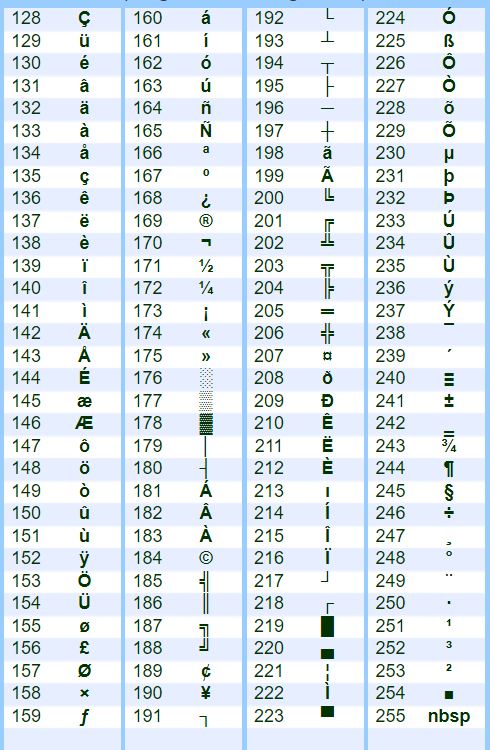 128 Ç 160 á 192 └ 224 Ó
129 ü 161 í 193 ┴ 225 ß
130 é 162 ó 194 ┬ 226 Ô
131 â 163 ú 195 ├ 227 Ò
132 ä 164 ñ 196 ─ 228 õ
133 à 165 Ñ 197 ┼ 229 Õ
134 å 166 ª 198 ã 230 µ
135 ç 167 º 199 Ã 231 þ
136 ê 168 ¿ 200 ╚ 232 Þ
137 ë 169 ® 201 ╔ 233 Ú
138 è 170 ¬ 202 ╩ 234 Û
139 ï 171 ½ 203 ╦ 235 Ù
140 î 172 ¼ 204 ╠ 236 ý
141 ì 173 ¡ 205 ═ 237 Ý
142 Ä 174 « 206 ╬ 238 ¯
143 Å 175 » 207 ¤ 239 ´
144 É 176 ░ 208 ð 240 ≡
145 æ 177 ▒ 209 Ð 241 ±
146 Æ 178 ▓ 210 Ê 242 ‗
147 ô 179 │ 211 Ë 243 ¾
148 ö 180 ┤ 212 È 244 ¶
149 ò 181 Á 213 ı 245 §
150 û 182 Â 214 Í 246 ÷
151 ù 183 À 215 Î 247 ¸
152 ÿ 184 © 216 Ï 248 °
153 Ö 185 ╣ 217 ┘ 249 ¨
154 Ü 186 ║ 218 ┌ 250 ·
155 ø 187 ╗ 219 █ 251 ¹
156 £ 188 ╝ 220 ▄ 252 ³
157 Ø 189 ¢ 221 ¦ 253 ²
158 × 190 ¥ 222 Ì 254 ■
159 ƒ 191 ┐ 223 ▀ 255 nbsp